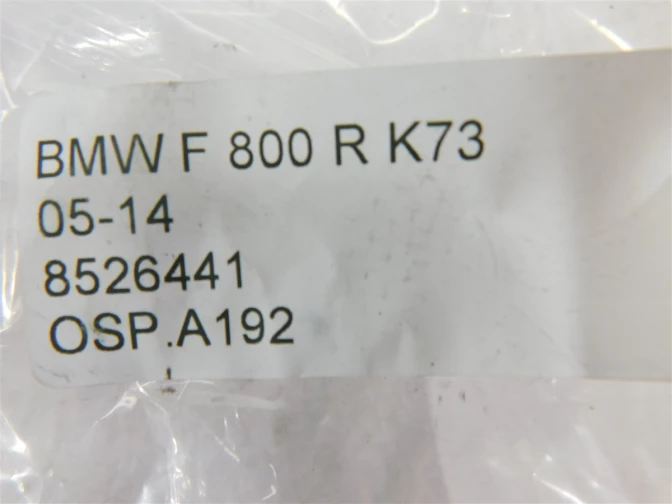 BMW F 800 R K73
05-14
8526441
OSP.A192